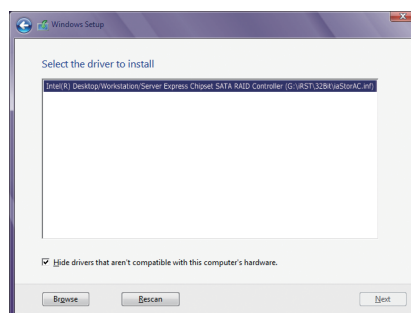 Windows Setup
Select the driver to install
Intel(R) Desktop/Workstation/Server Express Chipset SATA RAID Controller (G:\iRST\32Bit\iaStorAC.inf)
Hide drivers that aren't compatible with this computer's hardware.
Browse
Rescan
Next